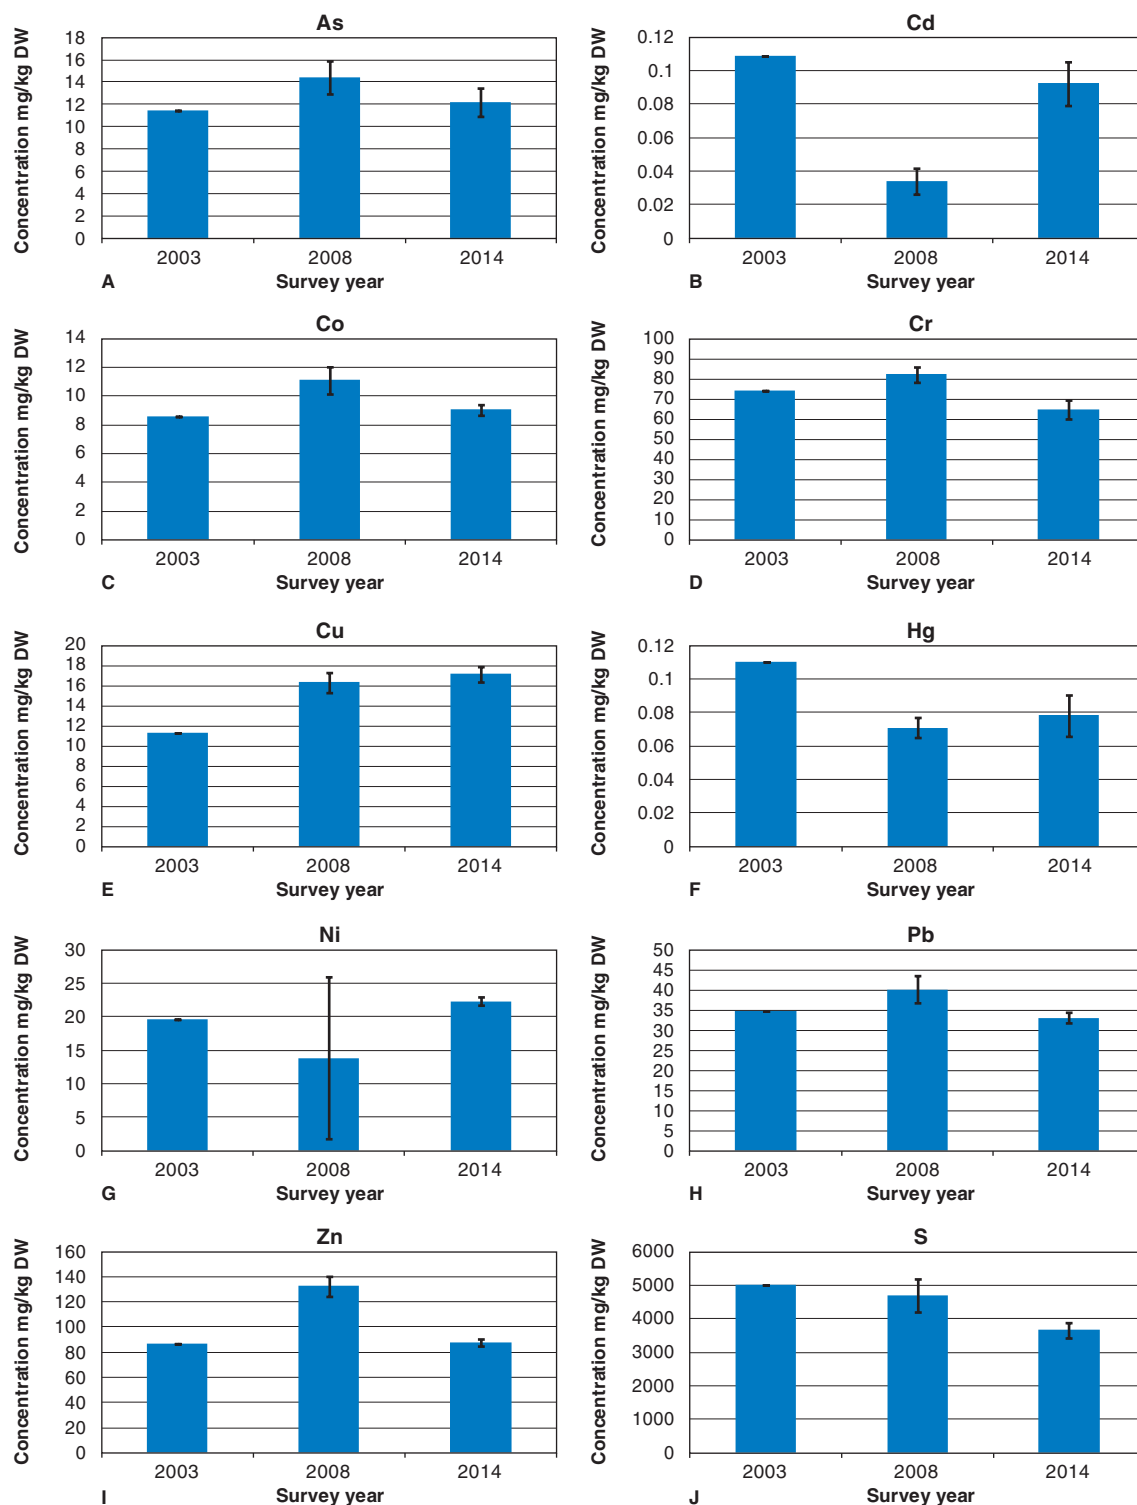 As
Concentration mg/kg DW
18
16
14
12
10
8
6
4
2
0
2003 2008 2014
A Survey year
Cd
Concentration mg/kg DW
0.12
0.1
0.08
0.06
0.04
0.02
0
2003 2008 2014
B Survey year
Co
Concentration mg/kg DW
14
12
10
8
6
4
2
0
2003 2008 2014
C Survey year
Cr
Concentration mg/kg DW
100
90
80
70
60
50
40
30
20
10
0
2003 2008 2014
D Survey year
Cu
Concentration mg/kg DW
20
18
16
14
12
10
8
6
4
2
0
2003 2008 2014
E Survey year
Hg
Concentration mg/kg DW
0.12
0.1
0.08
0.06
0.04
0.02
0
2003 2008 2014
F Survey year
Ni
Concentration mg/kg DW
30
25
20
15
10
5
0
2003 2008 2014
G Survey year
Pb
Concentration mg/kg DW
50
45
40
35
30
25
20
15
10
5
0
2003 2008 2014
H Survey year
Zn
Concentration mg/kg DW
160
140
120
100
80
60
40
20
0
2003 2008 2014
I Survey year
S
Concentration mg/kg DW
6000
5000
4000
3000
2000
1000
0
2003 2008 2014
J Survey year